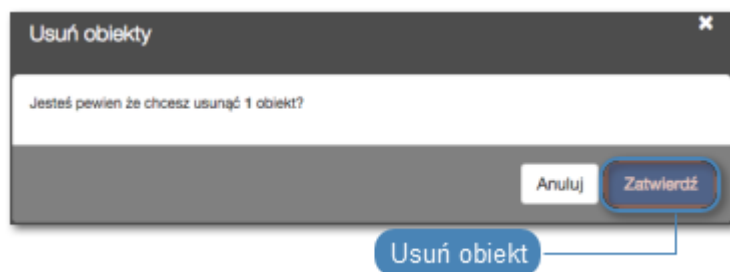 Usuń obiekty
Jesteś pewien że chcesz usunąć 1 obiekt?
Anuluj Zatwierdź
Usuń obiekt